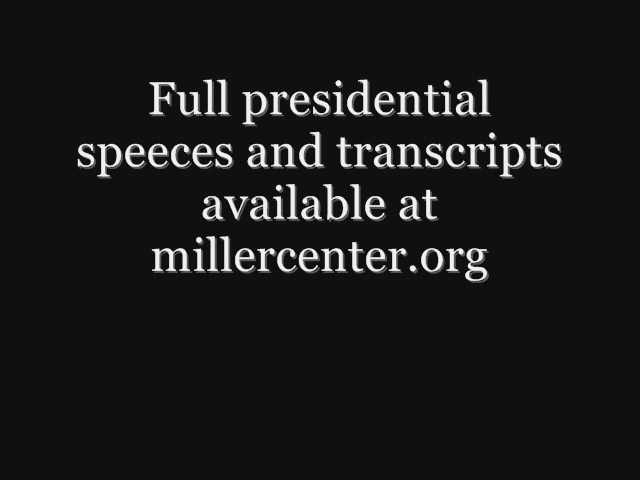 Full presidential
speeces and transcripts
available at
millercenter.org